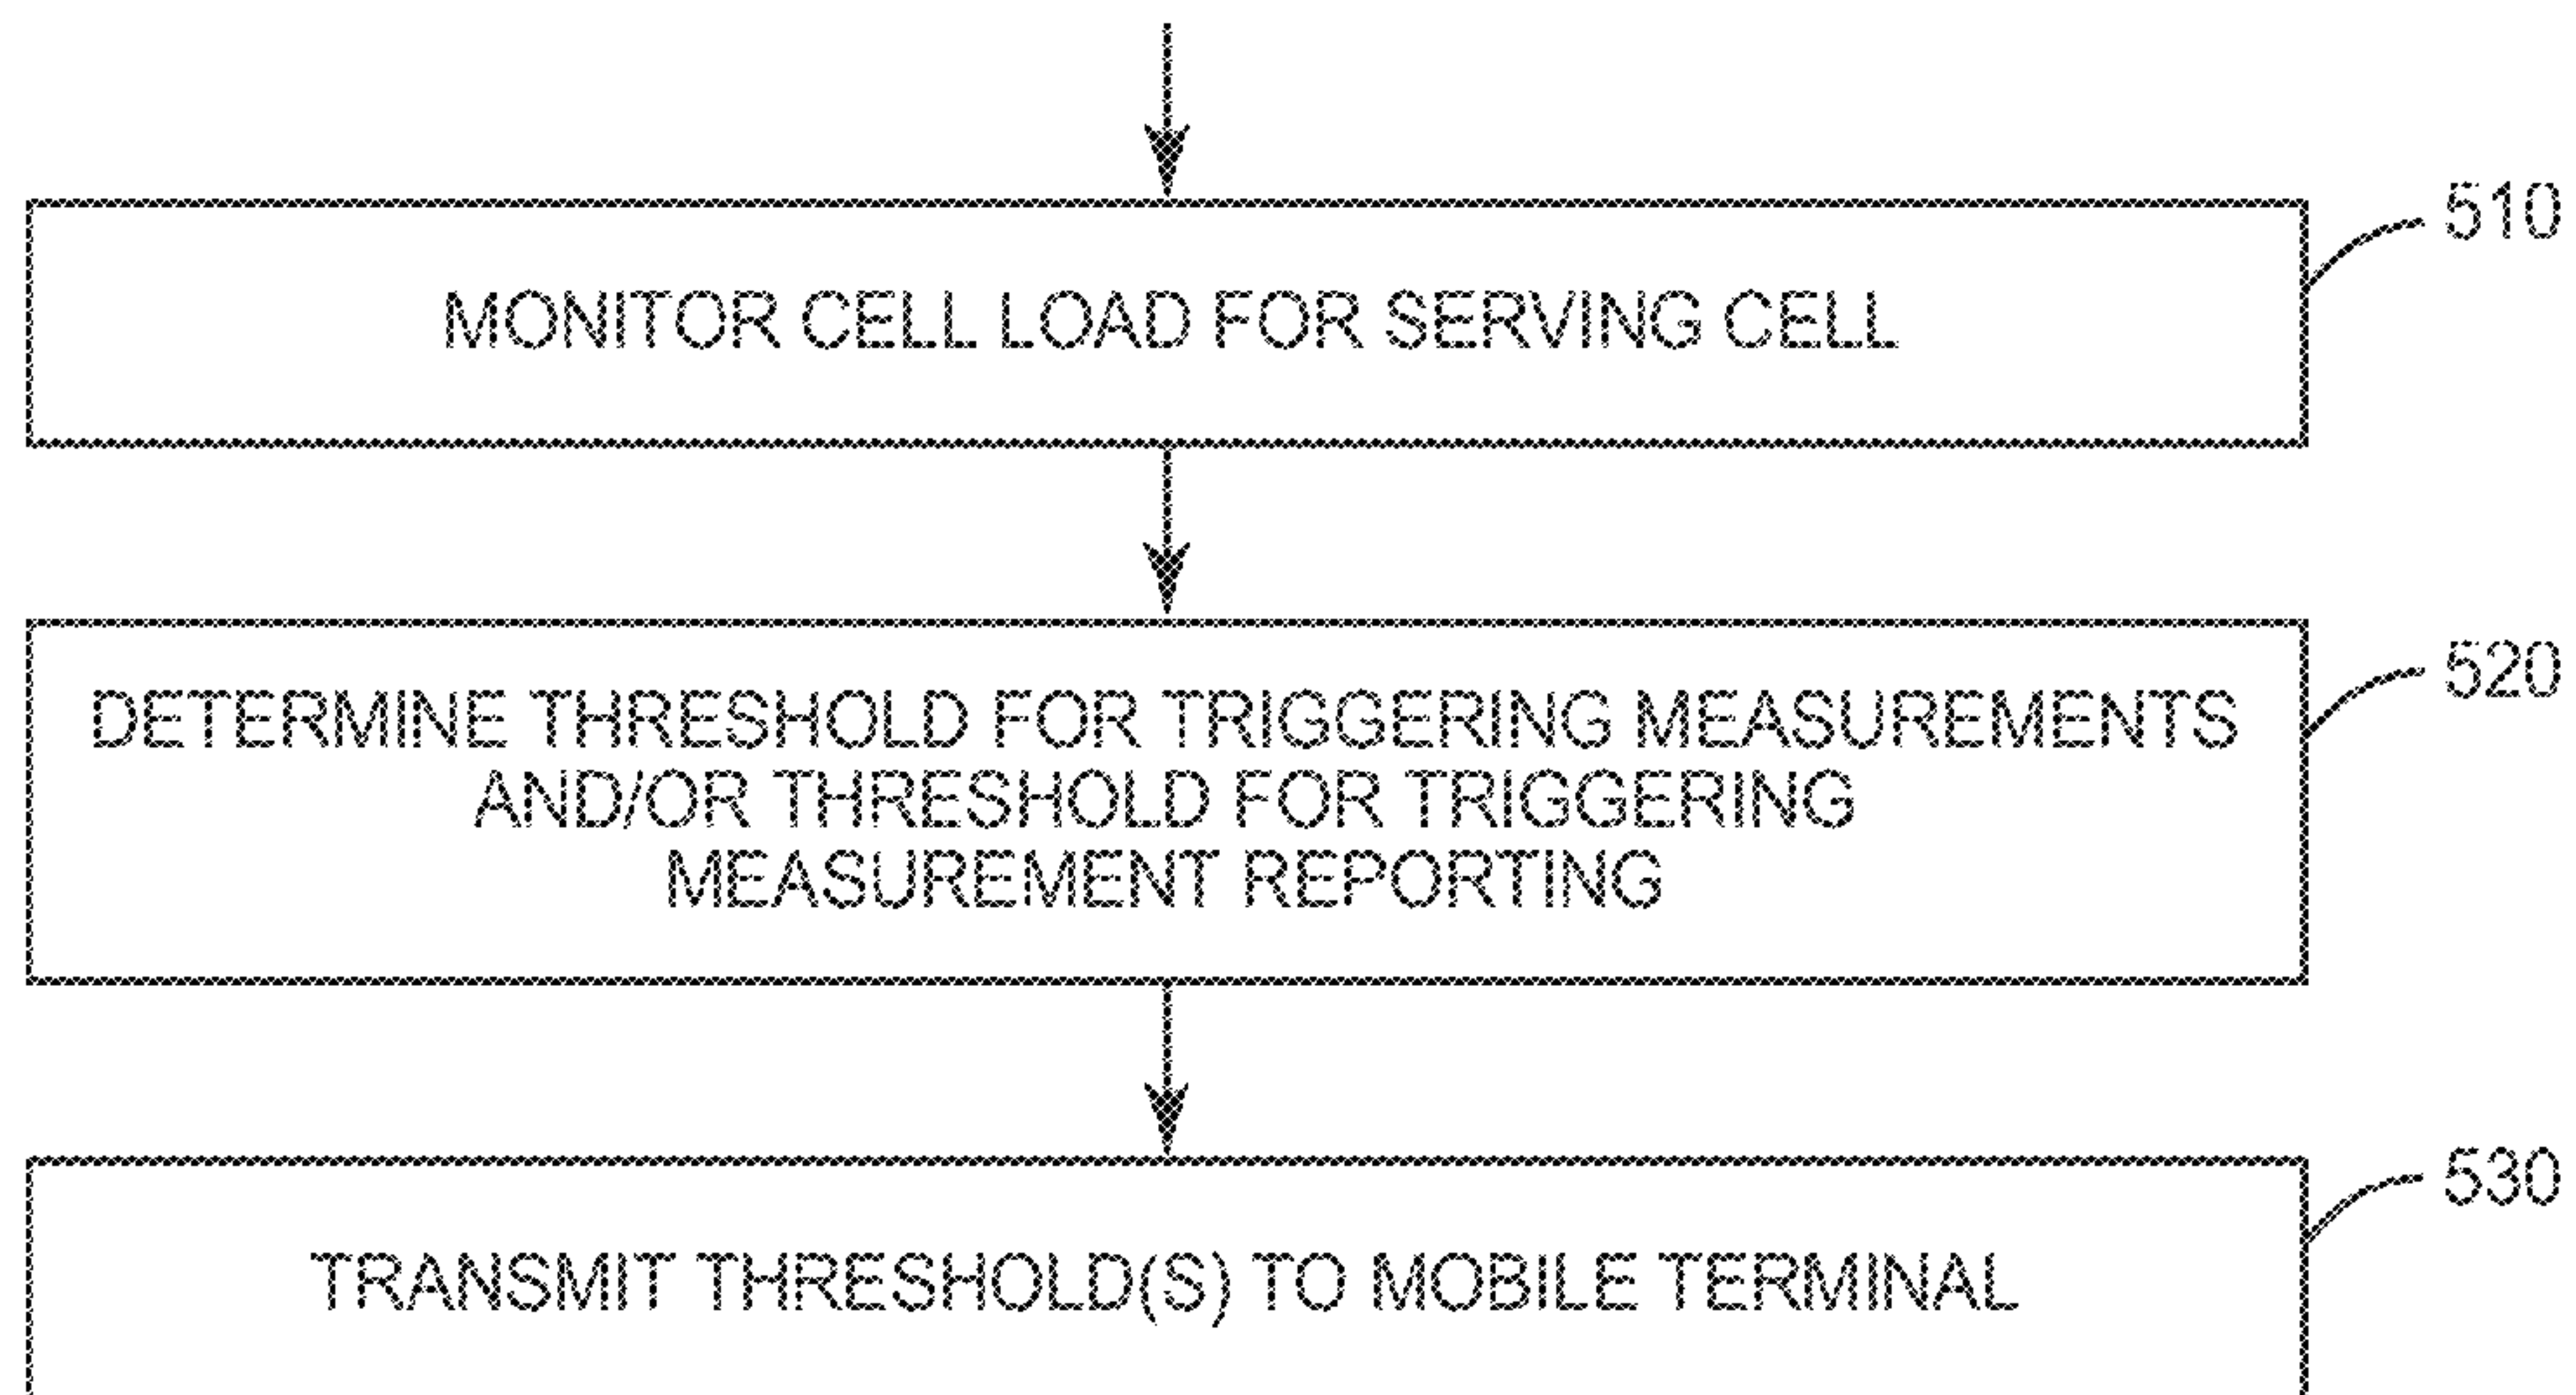 510
MONITOR CELL LOAD FOR SERVING CELL
520
DETERMINE THRESHOLD FOR TRIGGERING MEASUREMENTS
AND/OR THRESHOLD FOR TRIGGERING
MEASUREMENT REPORTING
530
TRANSMIT THRESHOLD(S) TO MOBILE TERMINAL